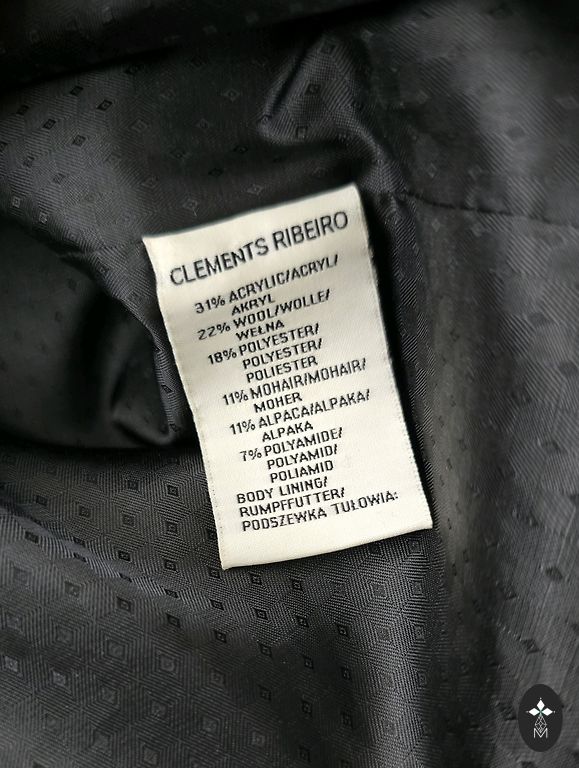 CLEMENTS RIBEIRO
31% ACRYLIC/ACRYL/
AKRYL
22% WOOL/WOLLE/
WEŁNA
18% POLYESTER/
POLYESTER/
POLIESTER
11% MOHAIR/MOHAIR/
MOHER
11% ALPACA/ALPAKA/
ALPAKA
7% POLYAMIDE/
POLYAMID/
POLIAMID
BODY LINING/
RUMPFFUTTER/
PODSZEWKA TUŁOWIA:
M